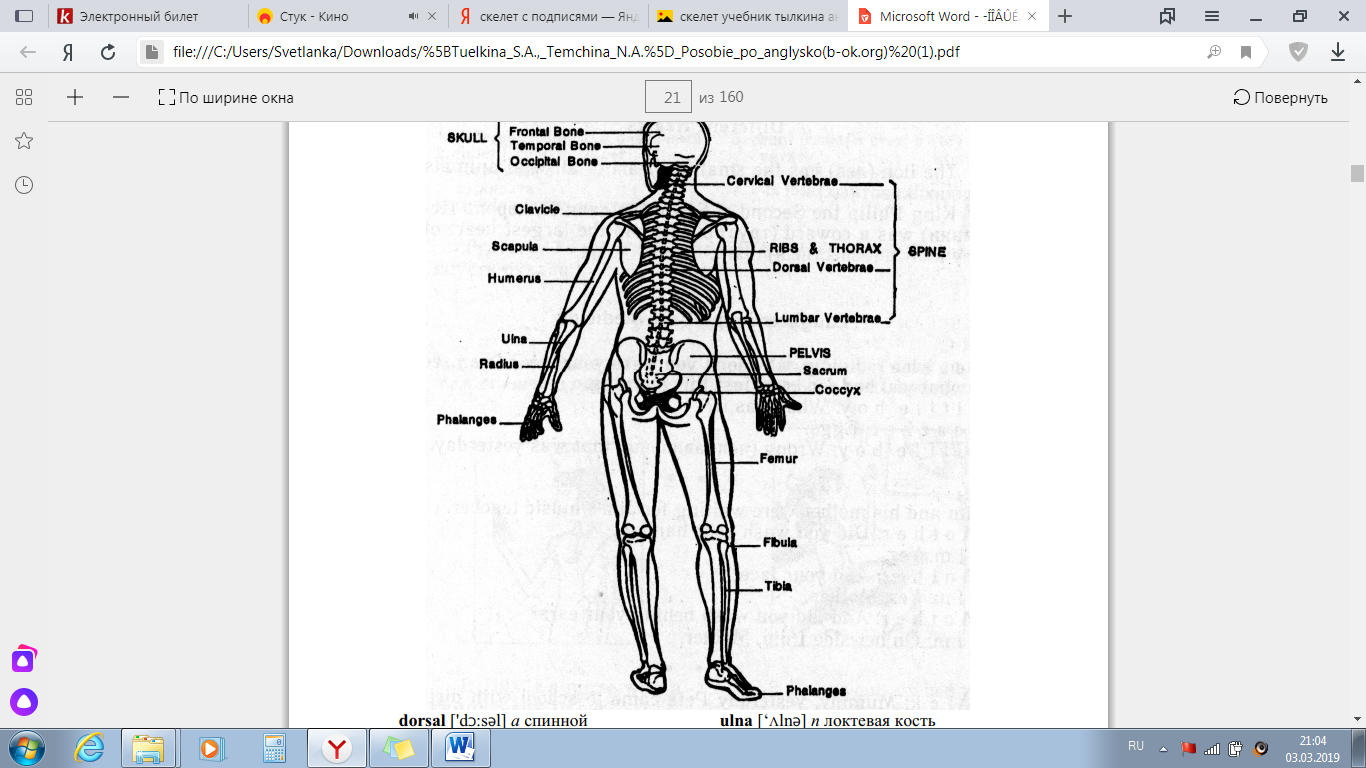 Электронный билет
Стук - Кино
скелет с подписями — Янд
скелет учебник тылкина ан
Microsoft Word - -ÏÎÂÛÉ.
Я
file:///C:/Users/Svetlanka/Downloads/%5BTuelkina_S.A.,_Temchina_N.A.%5D_Posobie_po_anglysko(b-ok.org)%20(1).pdf
По ширине окна
21 из 160
Повернуть
SKULL
Frontal Bone
Temporal Bone
Occipital Bone
Cervical Vertebrae
Clavicle
Scapula
RIBS & THORAX
SPINE
Dorsal Vertebrae
Humerus
Lumbar Vertebrae
Ulna
PELVIS
Radius
Sacrum
Coccyx
Phalanges
Femur
Fibula
Tibia
Phalanges
dorsal ['dɔ:səl] a спинной
ulna [‘ʌlnə] n локтевая кость
RU
21:04
03.03.2019